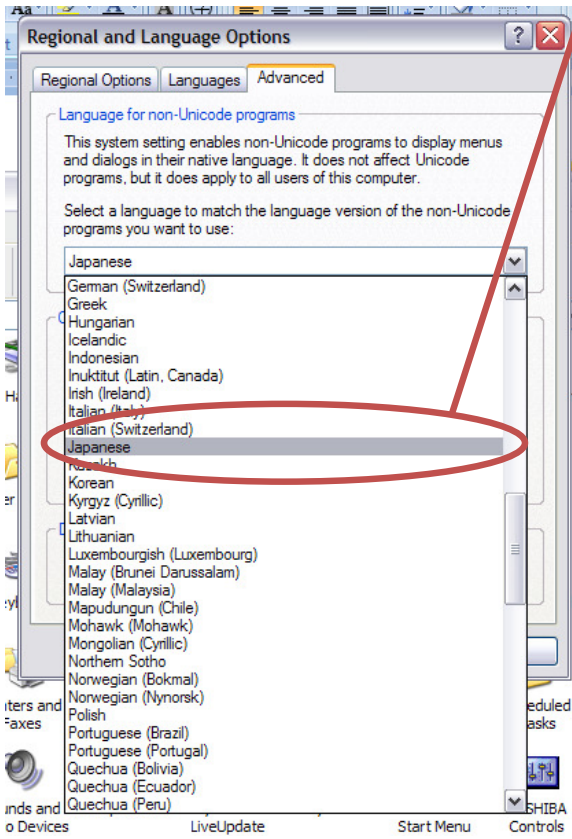 Regional and Language Options
Regional Options Languages Advanced
Language for non-Unicode programs
This system setting enables non-Unicode programs to display menus
and dialogs in their native language. It does not affect Unicode
programs, but it does apply to all users of this computer.
Select a language to match the language version of the non-Unicode
programs you want to use:
Japanese
German (Switzerland)
Greek
Hungarian
Icelandic
Indonesian
Inuktitut (Latin, Canada)
Irish (Ireland)
Italian (Italy)
Italian (Switzerland)
Japanese
Kazakh
Korean
Kyrgyz (Cyrillic)
Latvian
Lithuanian
Luxembourgish (Luxembourg)
Malay (Brunei Darussalam)
Malay (Malaysia)
Mapudungun (Chile)
Mohawk (Mohawk)
Mongolian (Cyrillic)
Northern Sotho
Norwegian (Bokmal)
Norwegian (Nynorsk)
Polish
Portuguese (Brazil)
Portuguese (Portugal)
Quechua (Bolivia)
Quechua (Ecuador)
Quechua (Peru)
and
Faxes
and
Devices
LiveUpdate
Start Menu
Controls